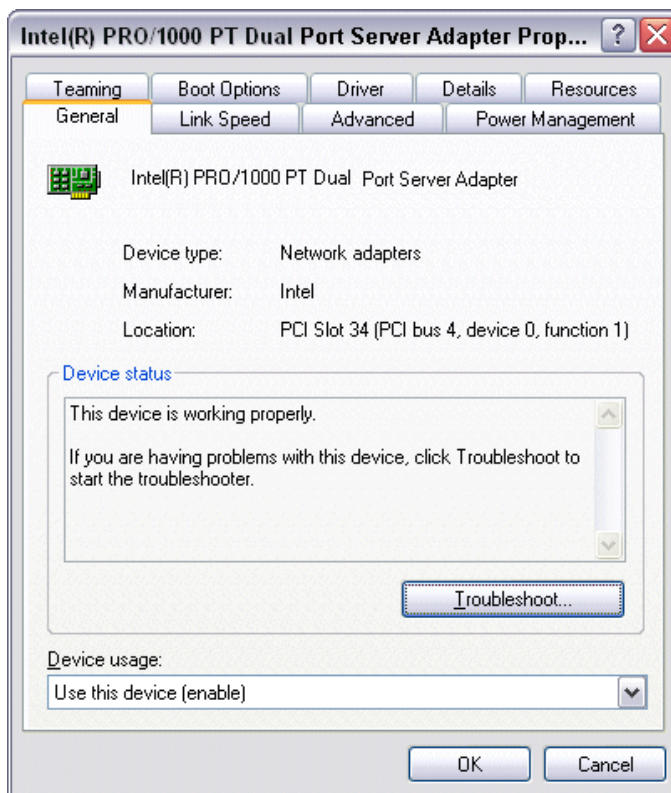 Intel(R) PRO/1000 PT Dual Port Server Adapter Prop... ?
Teaming Boot Options Driver Details Resources
General Link Speed Advanced Power Management
Intel(R) PRO/1000 PT Dual Port Server Adapter
Device type: Network adapters
Manufacturer: Intel
Location: PCI Slot 34 (PCI bus 4, device 0, function 1)
Device status
This device is working properly.
If you are having problems with this device, click Troubleshoot to
start the troubleshooter.
Troubleshoot...
Device usage:
Use this device (enable)
OK Cancel